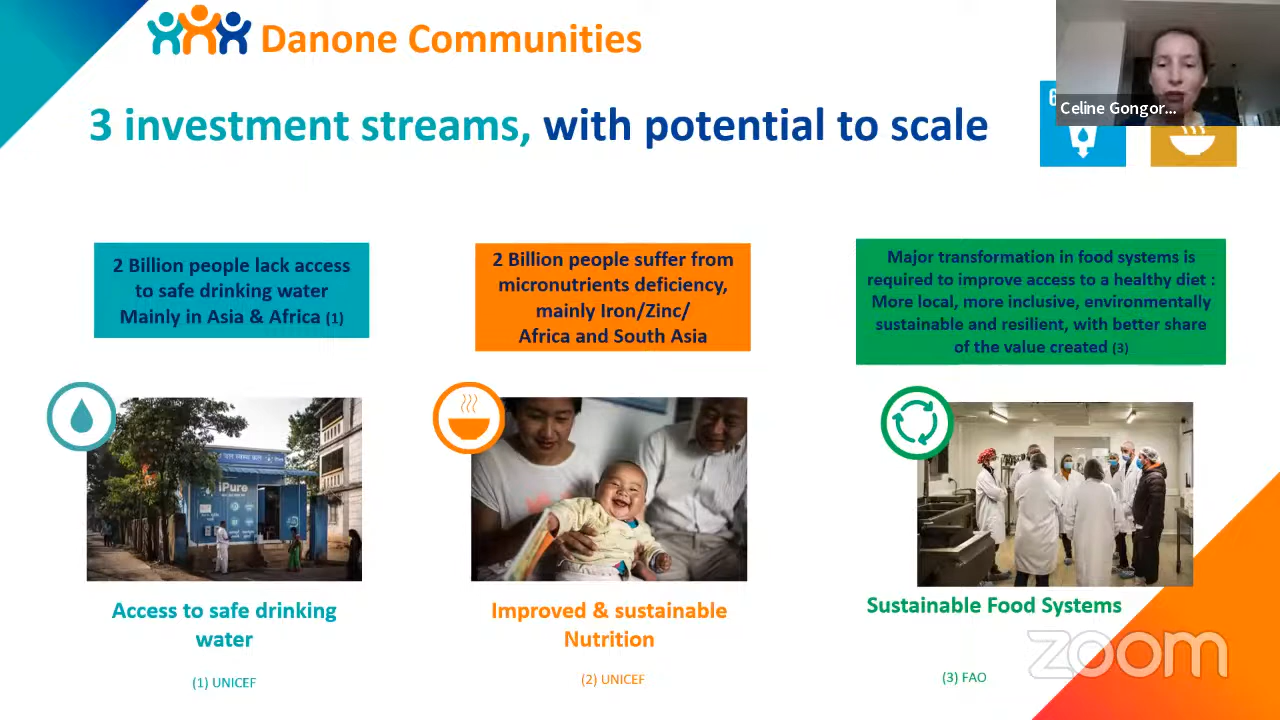 Danone Communities
Celine Gongor...
3 investment streams, with potential to scale
6
2 Billion people lack access
to safe drinking water
Mainly in Asia & Africa (1)
2 Billion people suffer from
micronutrients deficiency,
mainly Iron/Zinc/
Africa and South Asia
Major transformation in food systems is
required to improve access to a healthy diet :
More local, more inclusive, environmentally
sustainable and resilient, with better share
of the value created (3)
iPure
Access to safe drinking
water
Improved & sustainable
Nutrition
Sustainable Food Systems
(1) UNICEF
(2) UNICEF
(3) FAO
zoom